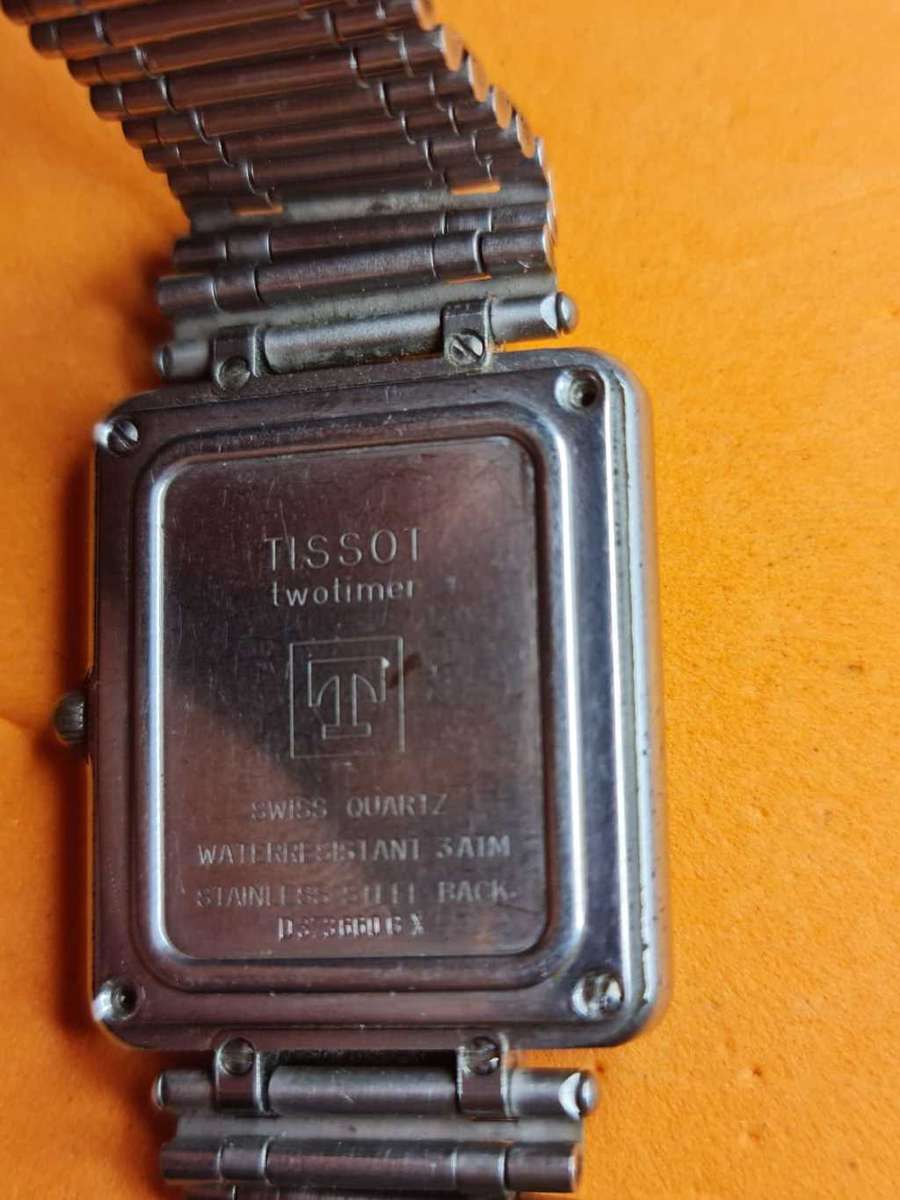 TISSOT
twotimer
T
SWISS QUARTZ
WATERRESISTANT 3ATM
STAINLESS STEEL BACK